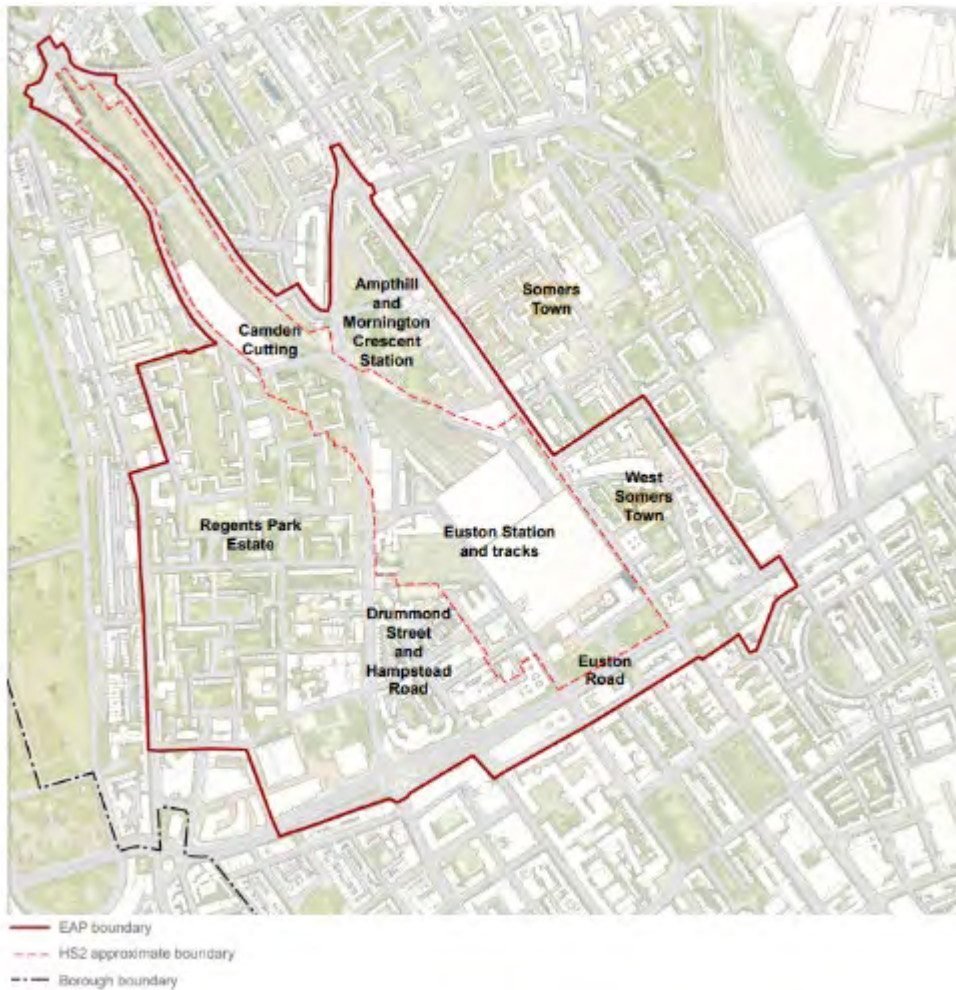 Ampthill
and
Mornington
Crescent
Station
Somers
Town
Camden
Cutting
West
Somers
Town
Regents Park
Estate
Euston Station
and tracks
Drummond
Street
and
Hampstead
Road
Euston
Road
EAP boundary
HS2 approximate boundary
Borough boundary